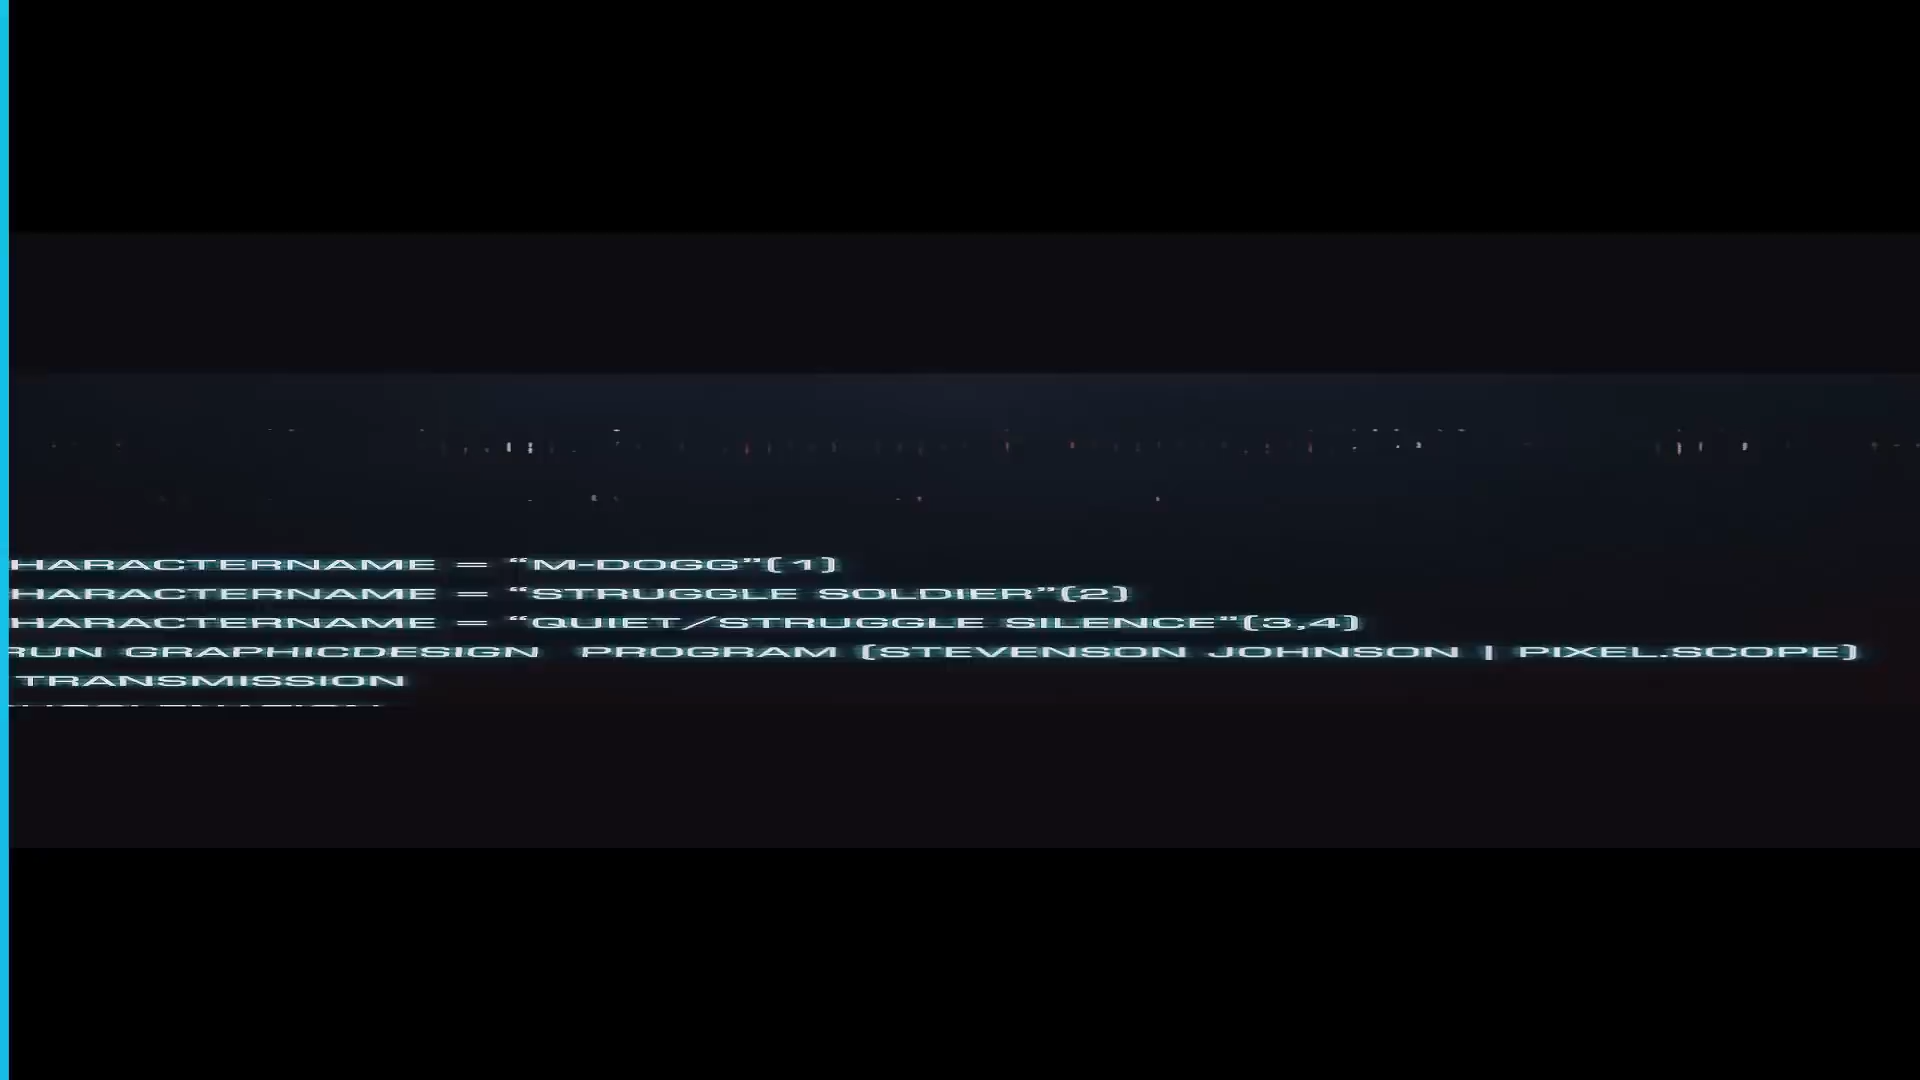 HARACTERNAME = “M-DOGG”(1)
HARACTERNAME = “STRUGGLE SOLDIER”(2)
HARACTERNAME = “QUIET/STRUGGLE SILENCE”(3,4)
RUN GRAPHICDESIGN PROGRAM (STEVENSON JOHNSON | PIXEL.SCOPE)
TRANSMISSION